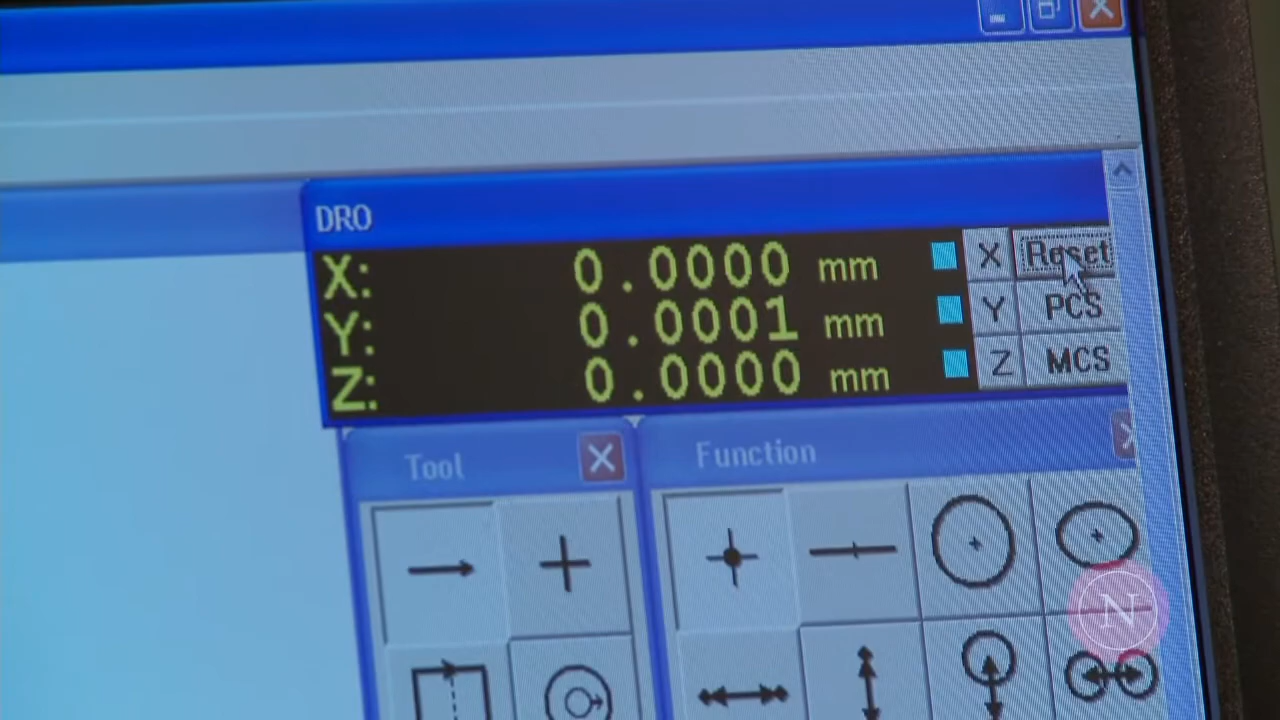 DRO
X: 0.0000 mm X Reset
Y: 0.0001 mm Y PCS
Z: 0.0000 mm Z MCS
Tool
Function
N